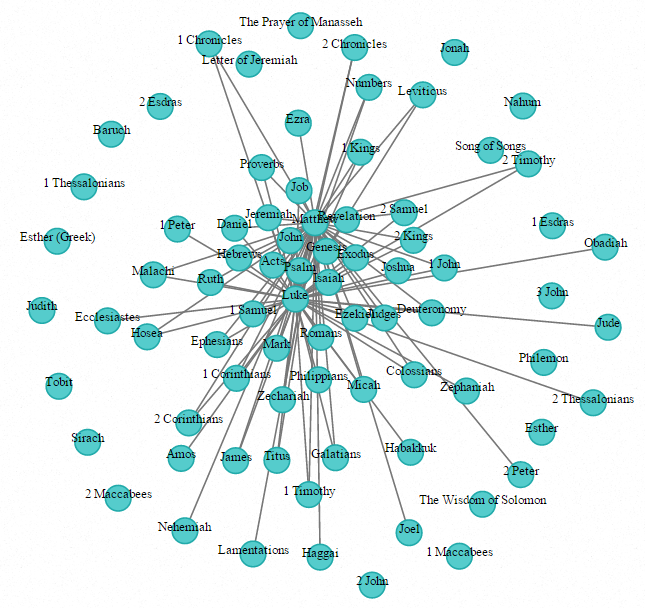 The Prayer of Manasseh
1 Chronicles
2 Chronicles
Jonah
Letter of Jeremiah
Numbers
Leviticus
2 Esdras
Nahum
Ezra
Baruch
1 Kings
Song of Songs
2 Timothy
Proverbs
1 Thessalonians
Job
Jeremiah
Matthew
Revelation
2 Samuel
1 Peter
Daniel
1 Esdras
Esther (Greek)
John
2 Kings
Genesis
Obadiah
Hebrews
Acts
Exodus
Psalm
Joshua
1 John
Malachi
Ruth
Isaiah
Luke
3 John
Judith
1 Samuel
Deuteronomy
Ecclesiastes
Ezekiel
Judges
Jude
Hosea
Romans
Ephesians
Mark
Philemon
1 Corinthians
Philippians
Colossians
Tobit
Micah
Zephaniah
Zechariah
2 Thessalonians
2 Corinthians
Esther
Sirach
Habakkuk
Amos
James
Titus
Galatians
2 Peter
2 Maccabees
1 Timothy
The Wisdom of Solomon
Nehemiah
Joel
Lamentations
Haggai
1 Maccabees
2 John